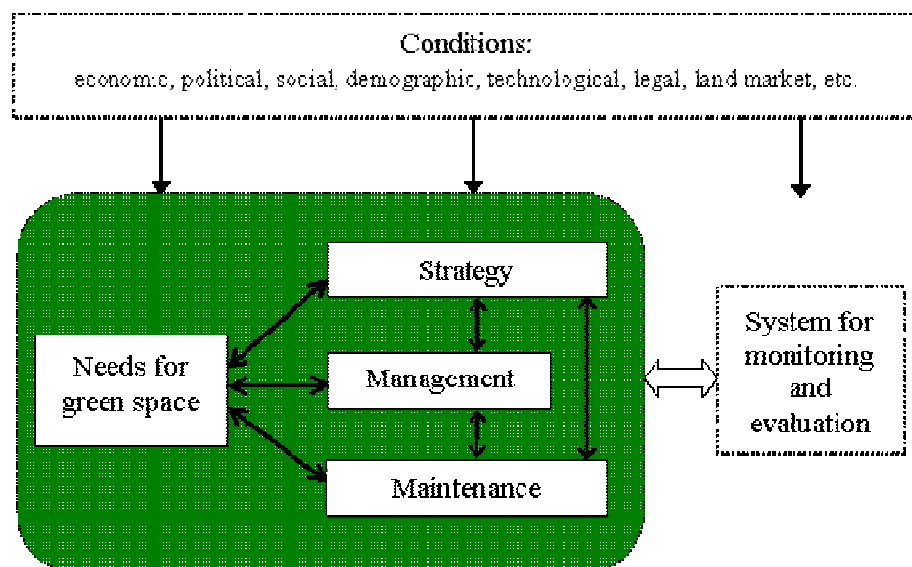 Conditions:
economic, political, social, demographic, technological, legal, land market, etc.
Strategy
Needs for
green space
Management
Maintenance
System for
monitoring
and
evaluation